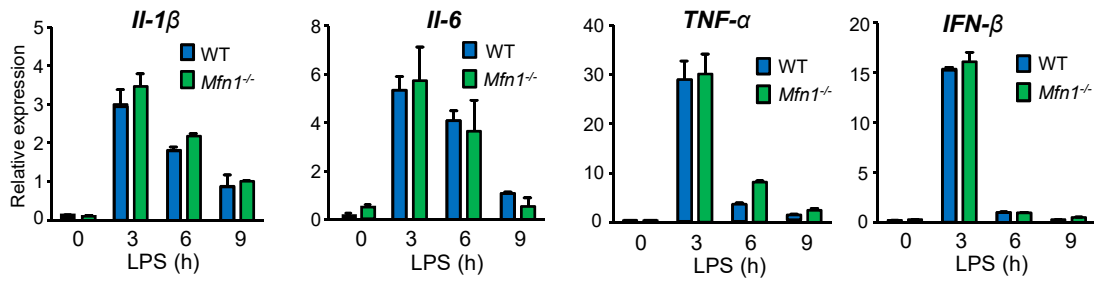 Il-1β
Relative expression
5
4
3
2
1
0
WT
Mfn1-/-
0 3 6 9
LPS (h)
Il-6
8
6
4
2
0
WT
Mfn1-/-
0 3 6 9
LPS (h)
TNF-α
40
30
20
10
0
WT
Mfn1-/-
0 3 6 9
LPS (h)
IFN-β
20
15
10
5
0
WT
Mfn1-/-
0 3 6 9
LPS (h)